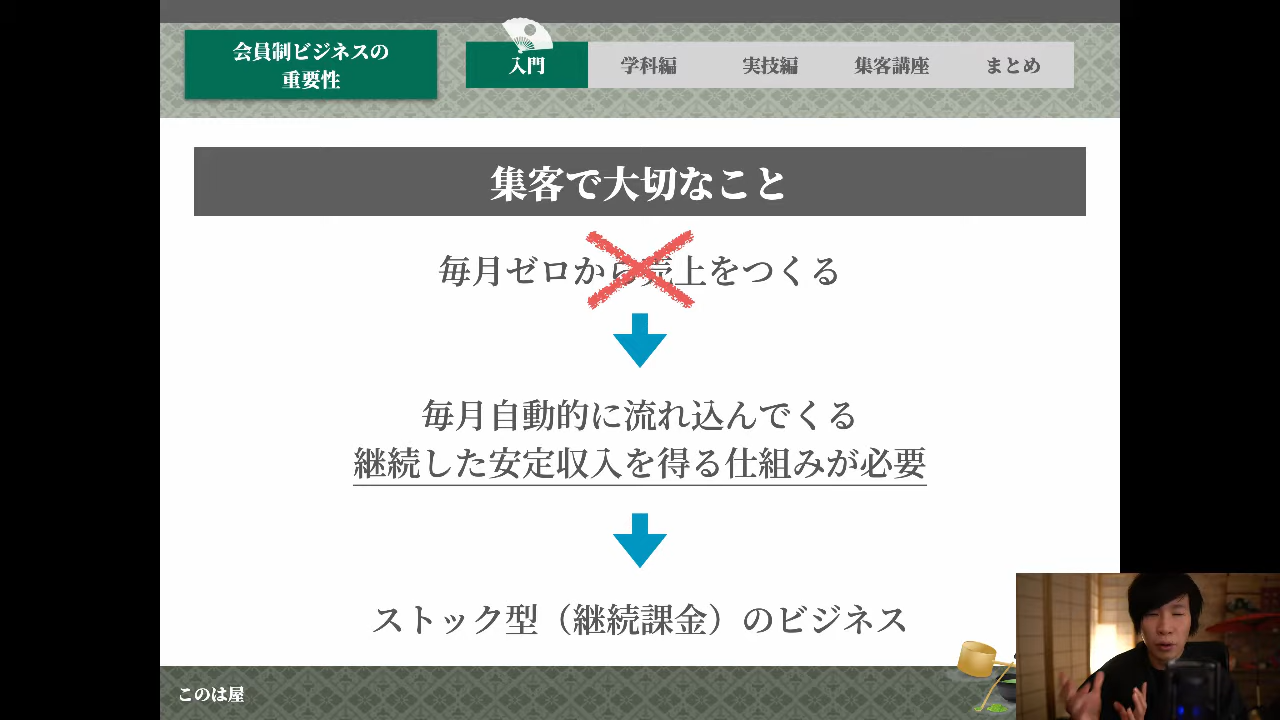 会員制ビジネスの
重要性
入門
学科編
実技編
集客講座
まとめ
集客で大切なこと
毎月ゼロから売上をつくる
毎月自動的に流れ込んでくる
継続した安定収入を得る仕組みが必要
ストック型（継続課金）のビジネス
このは屋